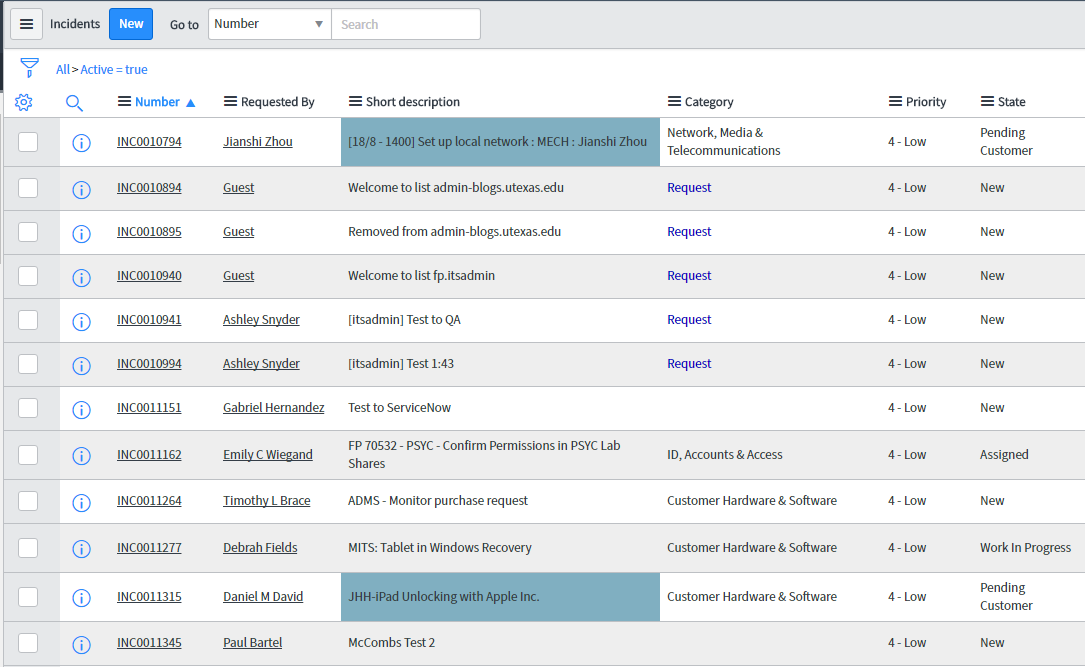 Incidents New Go to Number Search
All > Active = true
Number Requested By Short description Category Priority State
INC0010794 Jianshi Zhou [18/8 - 1400] Set up local network : MECH : Jianshi Zhou Network, Media & Telecommunications 4 - Low Pending Customer
INC0010894 Guest Welcome to list admin-blogs.utexas.edu Request 4 - Low New
INC0010895 Guest Removed from admin-blogs.utexas.edu Request 4 - Low New
INC0010940 Guest Welcome to list fp.itsadmin Request 4 - Low New
INC0010941 Ashley Snyder [itsadmin] Test to QA Request 4 - Low New
INC0010994 Ashley Snyder [itsadmin] Test 1:43 Request 4 - Low New
INC0011151 Gabriel Hernandez Test to ServiceNow 4 - Low New
INC0011162 Emily C Wiegand FP 70532 - PSYC - Confirm Permissions in PSYC Lab Shares ID, Accounts & Access 4 - Low Assigned
INC0011264 Timothy L Brace ADMS - Monitor purchase request Customer Hardware & Software 4 - Low New
INC0011277 Debrah Fields MITS: Tablet in Windows Recovery Customer Hardware & Software 4 - Low Work In Progress
INC0011315 Daniel M David JHH-iPad Unlocking with Apple Inc. Customer Hardware & Software 4 - Low Pending Customer
INC0011345 Paul Bartel McCombs Test 2 4 - Low New